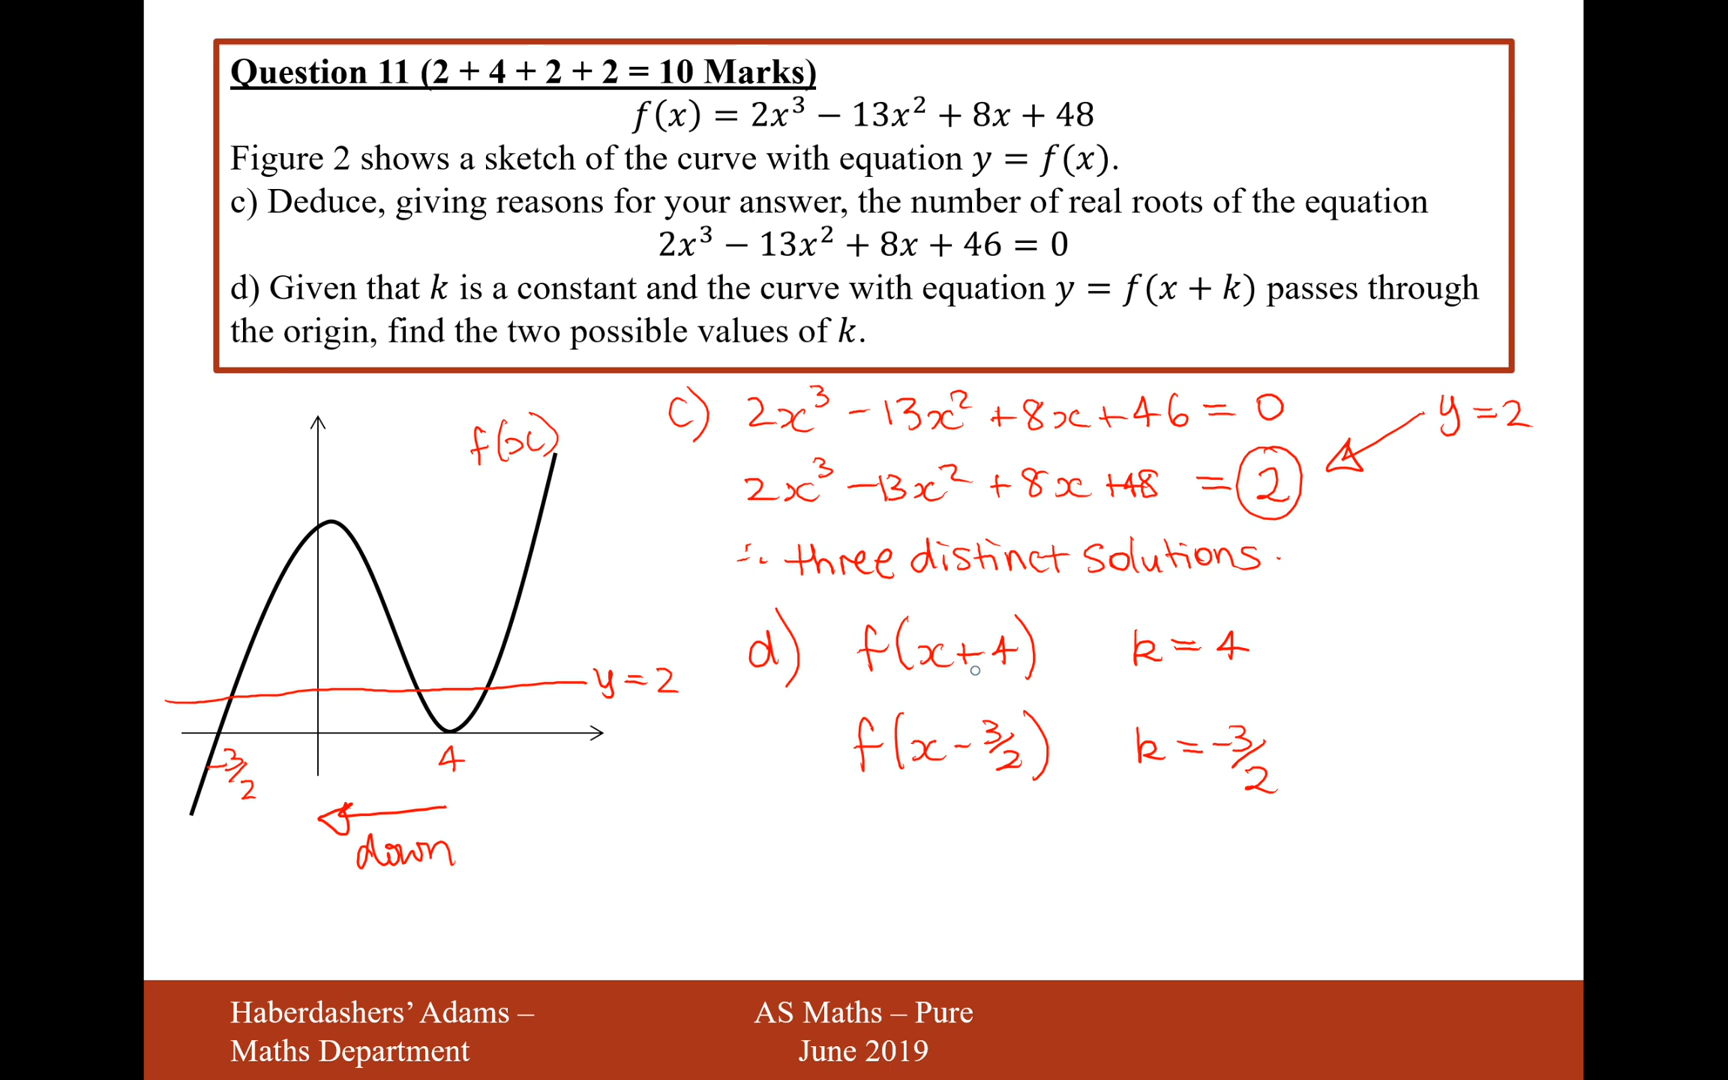 Question 11 (2 + 4 + 2 + 2 = 10 Marks)
f(x) = 2x³ − 13x² + 8x + 48
Figure 2 shows a sketch of the curve with equation y = f(x).
c) Deduce, giving reasons for your answer, the number of real roots of the equation
2x³ − 13x² + 8x + 46 = 0
d) Given that k is a constant and the curve with equation y = f(x + k) passes through
the origin, find the two possible values of k.
f(x)
y = 2
-3/2
4
down
c) 2x³ - 13x² + 8x + 46 = 0
y = 2
2x³ - 13x² + 8x + 48 = 2
∴ three distinct solutions.
d) f(x+4) k = 4
f(x - 3/2) k = -3/2
Haberdashers’ Adams –
Maths Department
AS Maths – Pure
June 2019